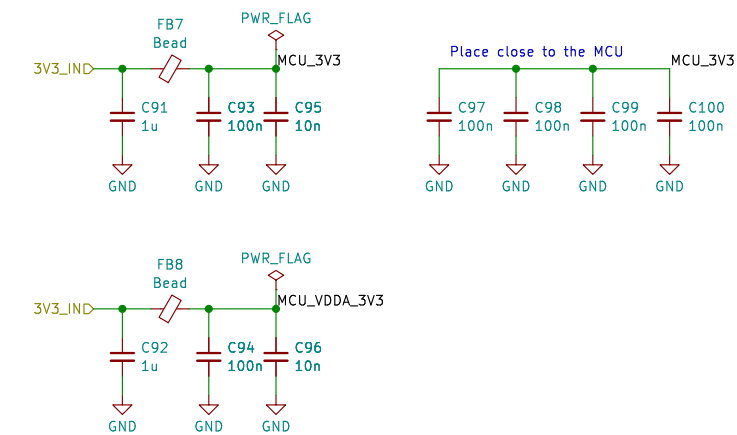 FB7
Bead
PWR_FLAG
3V3_IN
MCU_3V3
C91
1u
C93
100n
C95
10n
GND
GND
GND
Place close to the MCU
MCU_3V3
C97
100n
C98
100n
C99
100n
C100
100n
GND
GND
GND
GND
FB8
Bead
PWR_FLAG
3V3_IN
MCU_VDDA_3V3
C92
1u
C94
100n
C96
10n
GND
GND
GND